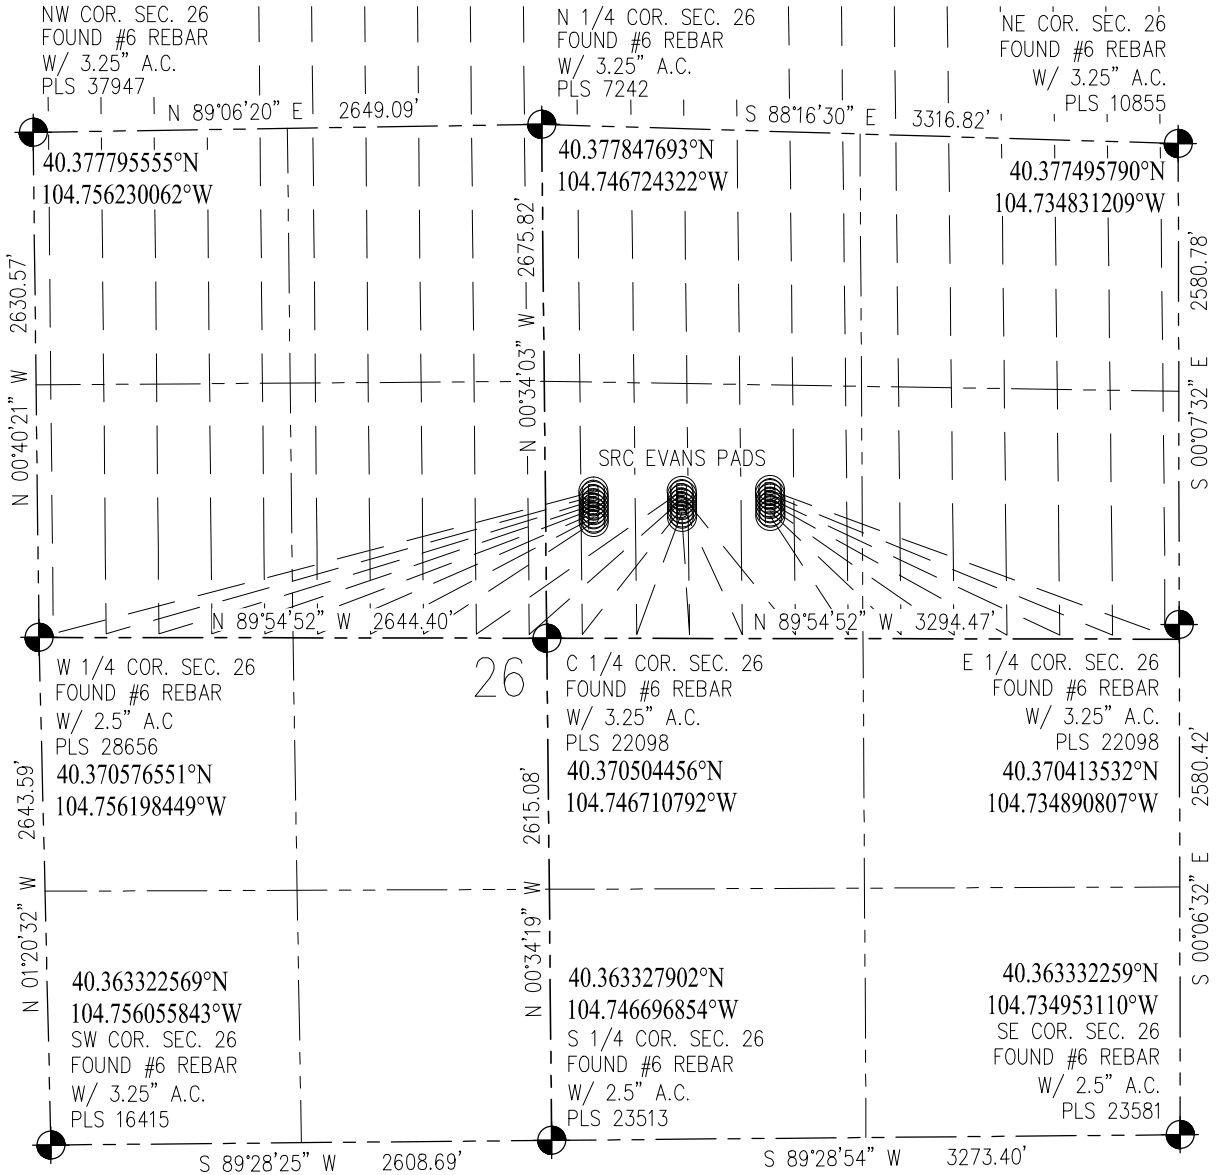 NW COR. SEC. 26
FOUND #6 REBAR
W/ 3.25" A.C.
PLS 37947
N 1/4 COR. SEC. 26
FOUND #6 REBAR
W/ 3.25" A.C.
PLS 7242
NE COR. SEC. 26
FOUND #6 REBAR
W/ 3.25" A.C.
PLS 10855
N 89°06'20" E 2649.09'
S 88°16'30" E 3316.82'
40.377795555°N
104.756230062°W
40.377847693°N
104.746724322°W
40.377495790°N
104.734831209°W
N 00°40'21" W 2630.57'
N 00°34'03" W 2675.82'
S 00°07'32" E 2580.78'
SRC EVANS PADS
N 89°54'52" W 2644.40'
N 89°54'52" W 3294.47'
26
W 1/4 COR. SEC. 26
FOUND #6 REBAR
W/ 2.5" A.C
PLS 28656
40.370576551°N
104.756198449°W
C 1/4 COR. SEC. 26
FOUND #6 REBAR
W/ 3.25" A.C.
PLS 22098
40.370504456°N
104.746710792°W
E 1/4 COR. SEC. 26
FOUND #6 REBAR
W/ 3.25" A.C.
PLS 22098
40.370413532°N
104.734890807°W
N 01°20'32" W 2643.59'
N 00°34'19" W 2615.08'
S 00°06'32" E 2580.42'
40.363322569°N
104.756055843°W
SW COR. SEC. 26
FOUND #6 REBAR
W/ 3.25" A.C.
PLS 16415
40.363327902°N
104.746696854°W
S 1/4 COR. SEC. 26
FOUND #6 REBAR
W/ 2.5" A.C.
PLS 23513
40.363332259°N
104.734953110°W
SE COR. SEC. 26
FOUND #6 REBAR
W/ 2.5" A.C.
PLS 23581
S 89°28'25" W 2608.69'
S 89°28'54" W 3273.40'